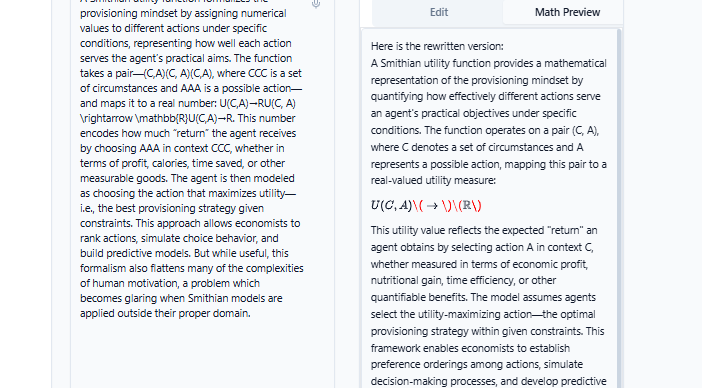 A Smithian utility function formalizes the
provisioning mindset by assigning numerical
values to different actions under specific
conditions, representing how well each action
serves the agent's practical aims. The function
takes a pair—(C,A)(C, A)(C,A), where CCC is a set
of circumstances and AAA is a possible action—
and maps it to a real number: U(C,A)→RU(C, A)
\rightarrow \mathbb{R}U(C,A)→R. This number
encodes how much “return” the agent receives
by choosing AAA in context CCC, whether in
terms of profit, calories, time saved, or other
measurable goods. The agent is then modeled
as choosing the action that maximizes utility—
i.e., the best provisioning strategy given
constraints. This approach allows economists to
rank actions, simulate choice behavior, and
build predictive models. But while useful, this
formalism also flattens many of the complexities
of human motivation, a problem which
becomes glaring when Smithian models are
applied outside their proper domain.
Edit
Math Preview
Here is the rewritten version:
A Smithian utility function provides a mathematical
representation of the provisioning mindset by
quantifying how effectively different actions serve
an agent's practical objectives under specific
conditions. The function operates on a pair (C, A),
where C denotes a set of circumstances and A
represents a possible action, mapping this pair to a
real-valued utility measure:
U(C, A)\( → \)\(ℝ\)
This utility value reflects the expected "return" an
agent obtains by selecting action A in context C,
whether measured in terms of economic profit,
nutritional gain, time efficiency, or other
quantifiable benefits. The model assumes agents
select the utility-maximizing action—the optimal
provisioning strategy within given constraints. This
framework enables economists to establish
preference orderings among actions, simulate
decision-making processes, and develop predictive